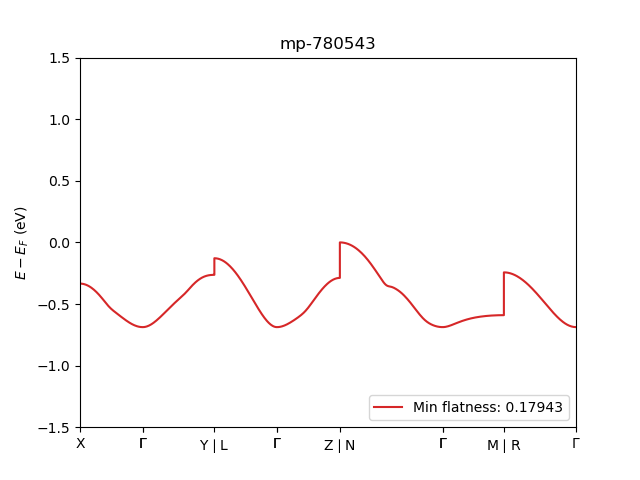 mp-780543
E − E_F (eV)
1.5
1.0
0.5
0.0
−0.5
−1.0
−1.5
Min flatness: 0.17943
X Γ Y | L Γ Z | N Γ M | R Γ